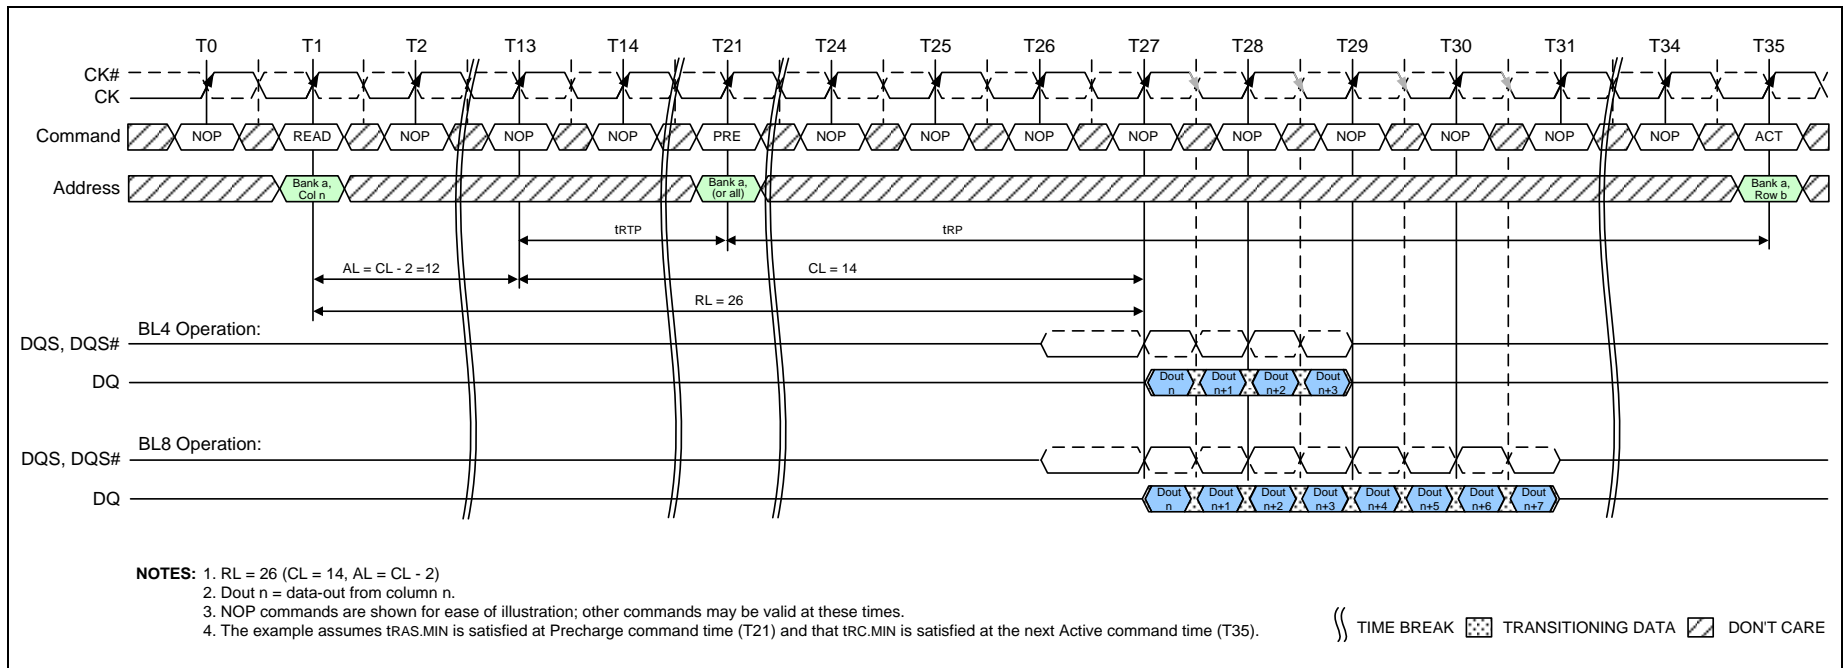 T0 T1 T2 T13 T14 T21 T24 T25 T26 T27 T28 T29 T30 T31 T34 T35
CK#
CK
Command NOP READ NOP NOP NOP PRE NOP NOP NOP NOP NOP NOP NOP NOP NOP ACT
Address Bank a, Col n Bank a, (or all) Bank a, Row b
tRTP tRP
AL = CL - 2 =12 CL = 14
RL = 26
BL4 Operation:
DQS, DQS#
DQ Dout n Dout n+1 Dout n+2 Dout n+3
BL8 Operation:
DQS, DQS#
DQ Dout n Dout n+1 Dout n+2 Dout n+3 Dout n+4 Dout n+5 Dout n+6 Dout n+7
NOTES: 1. RL = 26 (CL = 14, AL = CL - 2)
2. Dout n = data-out from column n.
3. NOP commands are shown for ease of illustration; other commands may be valid at these times.
4. The example assumes tRAS.MIN is satisfied at Precharge command time (T21) and that tRC.MIN is satisfied at the next Active command time (T35).
TIME BREAK TRANSITIONING DATA DON'T CARE